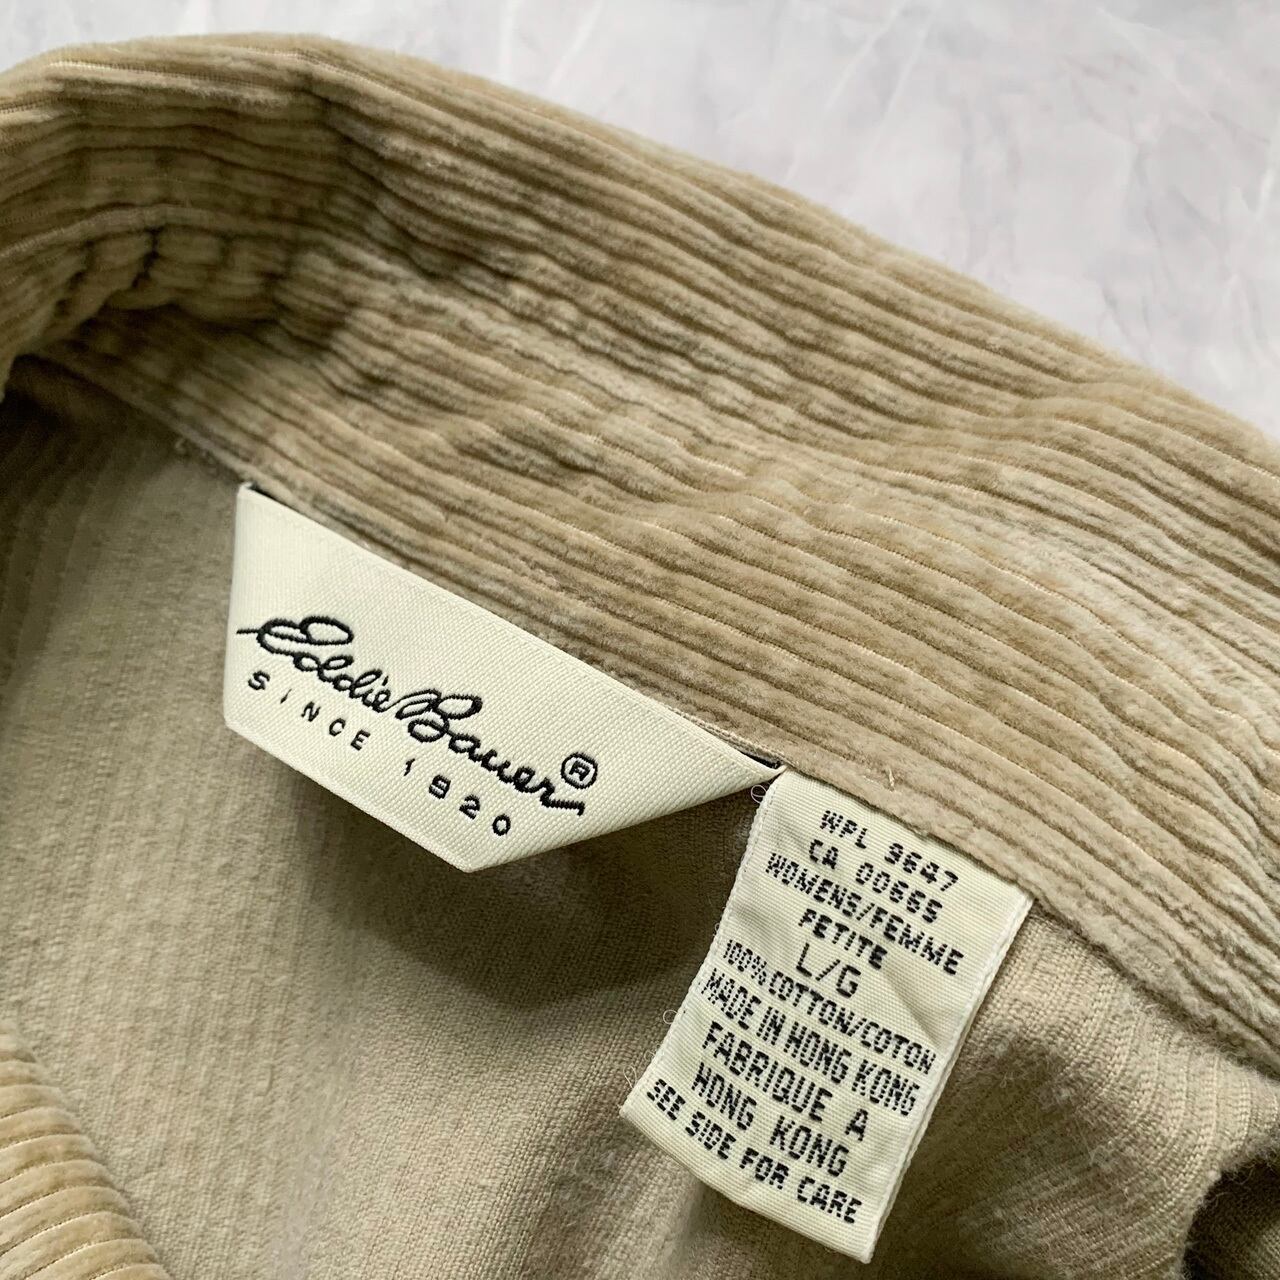 Eddie Bauer®
SINCE 1920
WPL 9647
CA 00665
WOMENS/FEMME
PETITE
L/G
100% COTTON/COTON
MADE IN HONG KONG
FABRIQUE A
HONG KONG
SEE SIDE FOR CARE